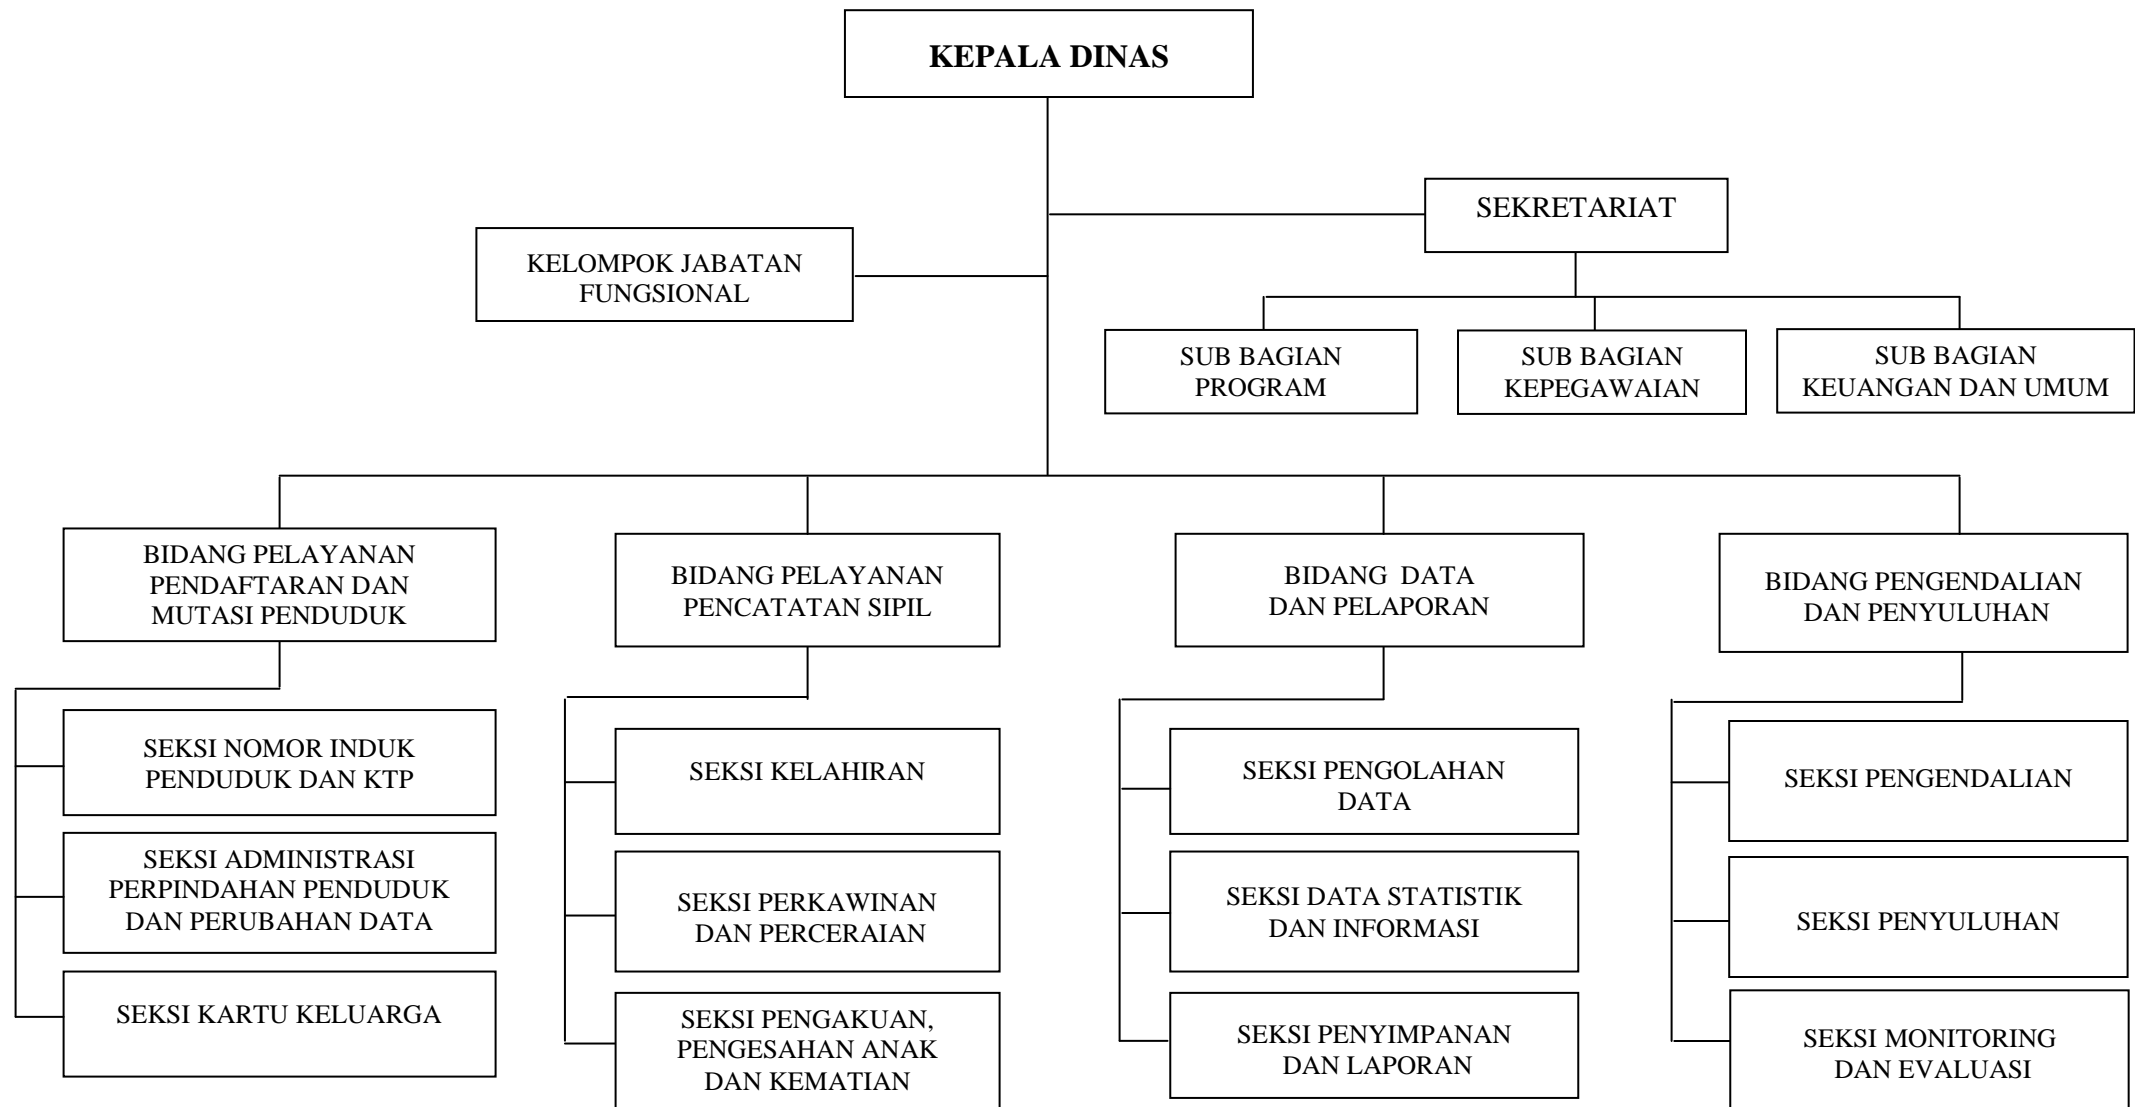 KEPALA DINAS
SEKRETARIAT
KELOMPOK JABATAN
FUNGSIONAL
SUB BAGIAN
PROGRAM
SUB BAGIAN
KEPEGAWAIAN
SUB BAGIAN
KEUANGAN DAN UMUM
BIDANG PELAYANAN
PENDAFTARAN DAN
MUTASI PENDUDUK
BIDANG PELAYANAN
PENCATATAN SIPIL
BIDANG DATA
DAN PELAPORAN
BIDANG PENGENDALIAN
DAN PENYULUHAN
SEKSI NOMOR INDUK
PENDUDUK DAN KTP
SEKSI ADMINISTRASI
PERPINDAHAN PENDUDUK
DAN PERUBAHAN DATA
SEKSI KARTU KELUARGA
SEKSI KELAHIRAN
SEKSI PERKAWINAN
DAN PERCERAIAN
SEKSI PENGAKUAN,
PENGESAHAN ANAK
DAN KEMATIAN
SEKSI PENGOLAHAN
DATA
SEKSI DATA STATISTIK
DAN INFORMASI
SEKSI PENYIMPANAN
DAN LAPORAN
SEKSI PENGENDALIAN
SEKSI PENYULUHAN
SEKSI MONITORING
DAN EVALUASI